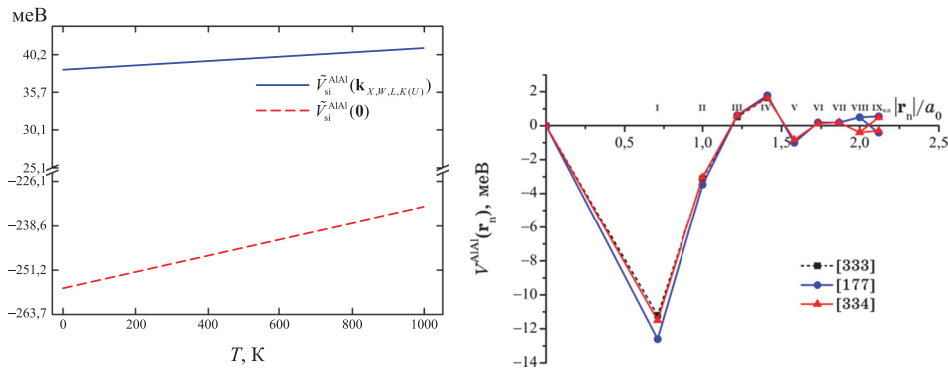 меВ
40,2
35,7
30,1
25,1
−226,1
−238,6
−251,2
−263,7
Ṽ_si^AlAl(k_X,W,L,K(U))
Ṽ_si^AlAl(0)
0 200 400 600 800 1000
T, К
V^AlAl(r_n), меВ
2
0
−2
−4
−6
−8
−10
−12
−14
I II III IV V VI VII VIII IX
|r_n|/a_0
0,5 1,0 1,5 2,0 2,5
[333]
[177]
[334]